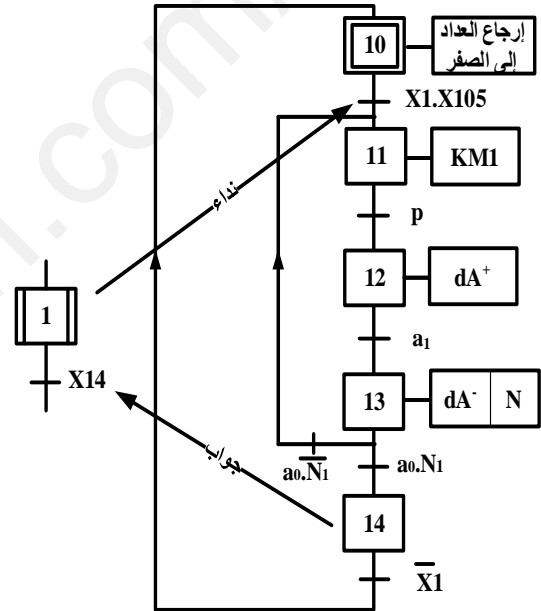 10
إرجاع العداد
إلى الصفر
X1.X105
11
KM1
نداء
p
12
dA⁺
1
a₁
X14
13
dA⁻ N
a₀.N̅₁
a₀.N₁
جواب
14
X̅1